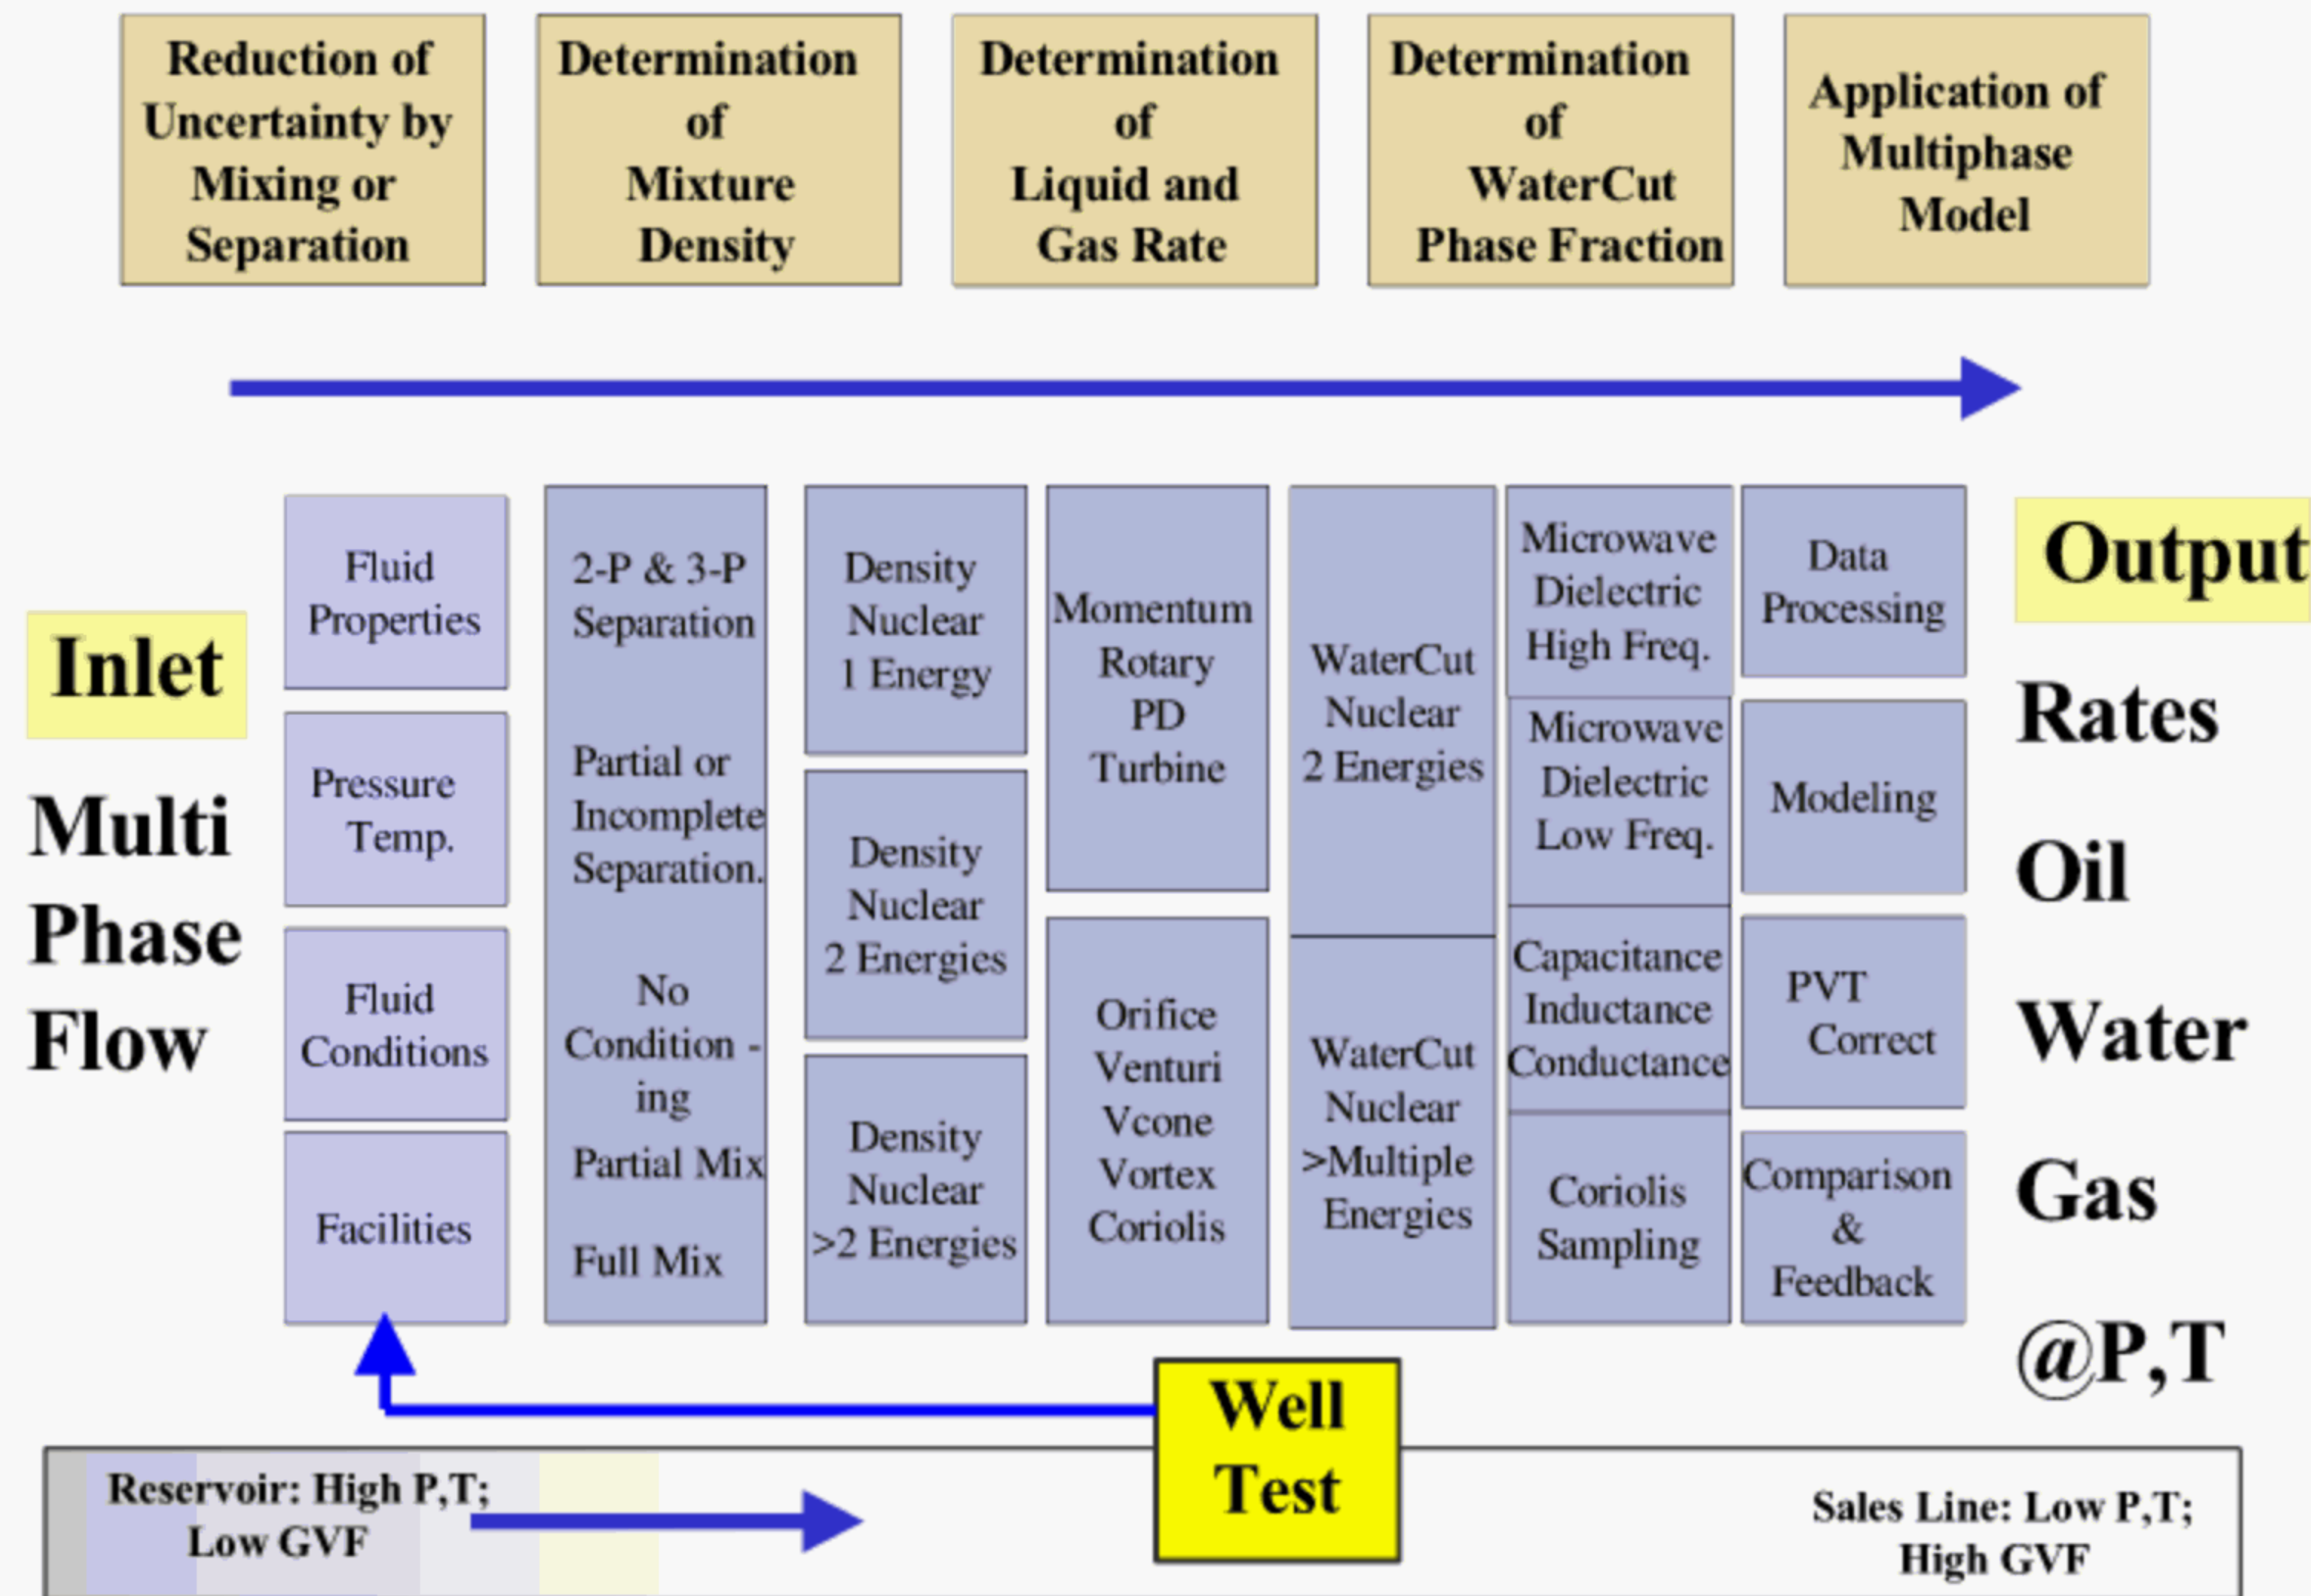 Reduction of
Uncertainty by
Mixing or
Separation
Determination
of
Mixture
Density
Determination
of
Liquid and
Gas Rate
Determination
of
WaterCut
Phase Fraction
Application of
Multiphase
Model
Inlet
Multi
Phase
Flow
Fluid
Properties
Pressure
Temp.
Fluid
Conditions
Facilities
2-P & 3-P
Separation
Partial or
Incomplete
Separation.
No
Condition -
ing
Partial Mix
Full Mix
Density
Nuclear
1 Energy
Density
Nuclear
2 Energies
Density
Nuclear
>2 Energies
Momentum
Rotary
PD
Turbine
Orifice
Venturi
Vcone
Vortex
Coriolis
WaterCut
Nuclear
2 Energies
WaterCut
Nuclear
>Multiple
Energies
Microwave
Dielectric
High Freq.
Microwave
Dielectric
Low Freq.
Capacitance
Inductance
Conductance
Coriolis
Sampling
Data
Processing
Modeling
PVT
Correct
Comparison
&
Feedback
Output
Rates
Oil
Water
Gas
@P,T
Well
Test
Reservoir: High P,T;
Low GVF
Sales Line: Low P,T;
High GVF